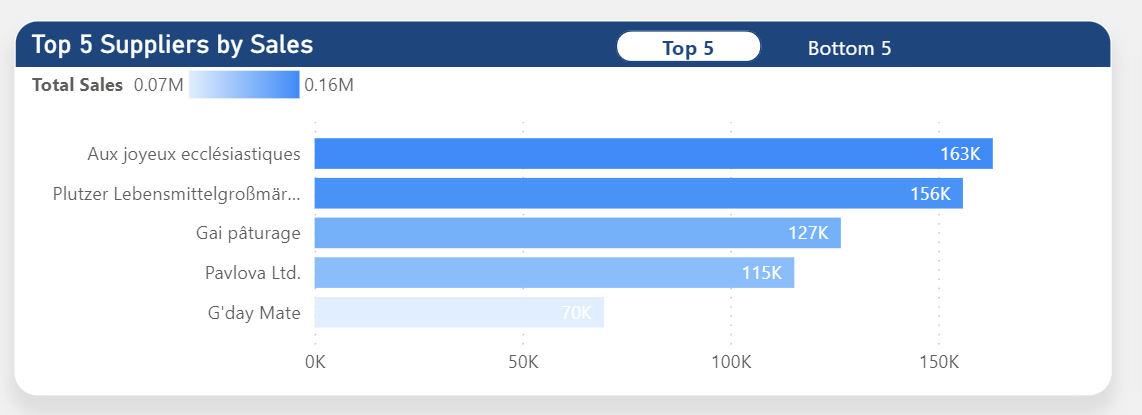 Top 5 Suppliers by Sales Top 5 Bottom 5
Total Sales 0.07M 0.16M
Aux joyeux ecclésiastiques 163K
Plutzer Lebensmittelgroßmär... 156K
Gai pâturage 127K
Pavlova Ltd. 115K
G'day Mate 70K
0K 50K 100K 150K